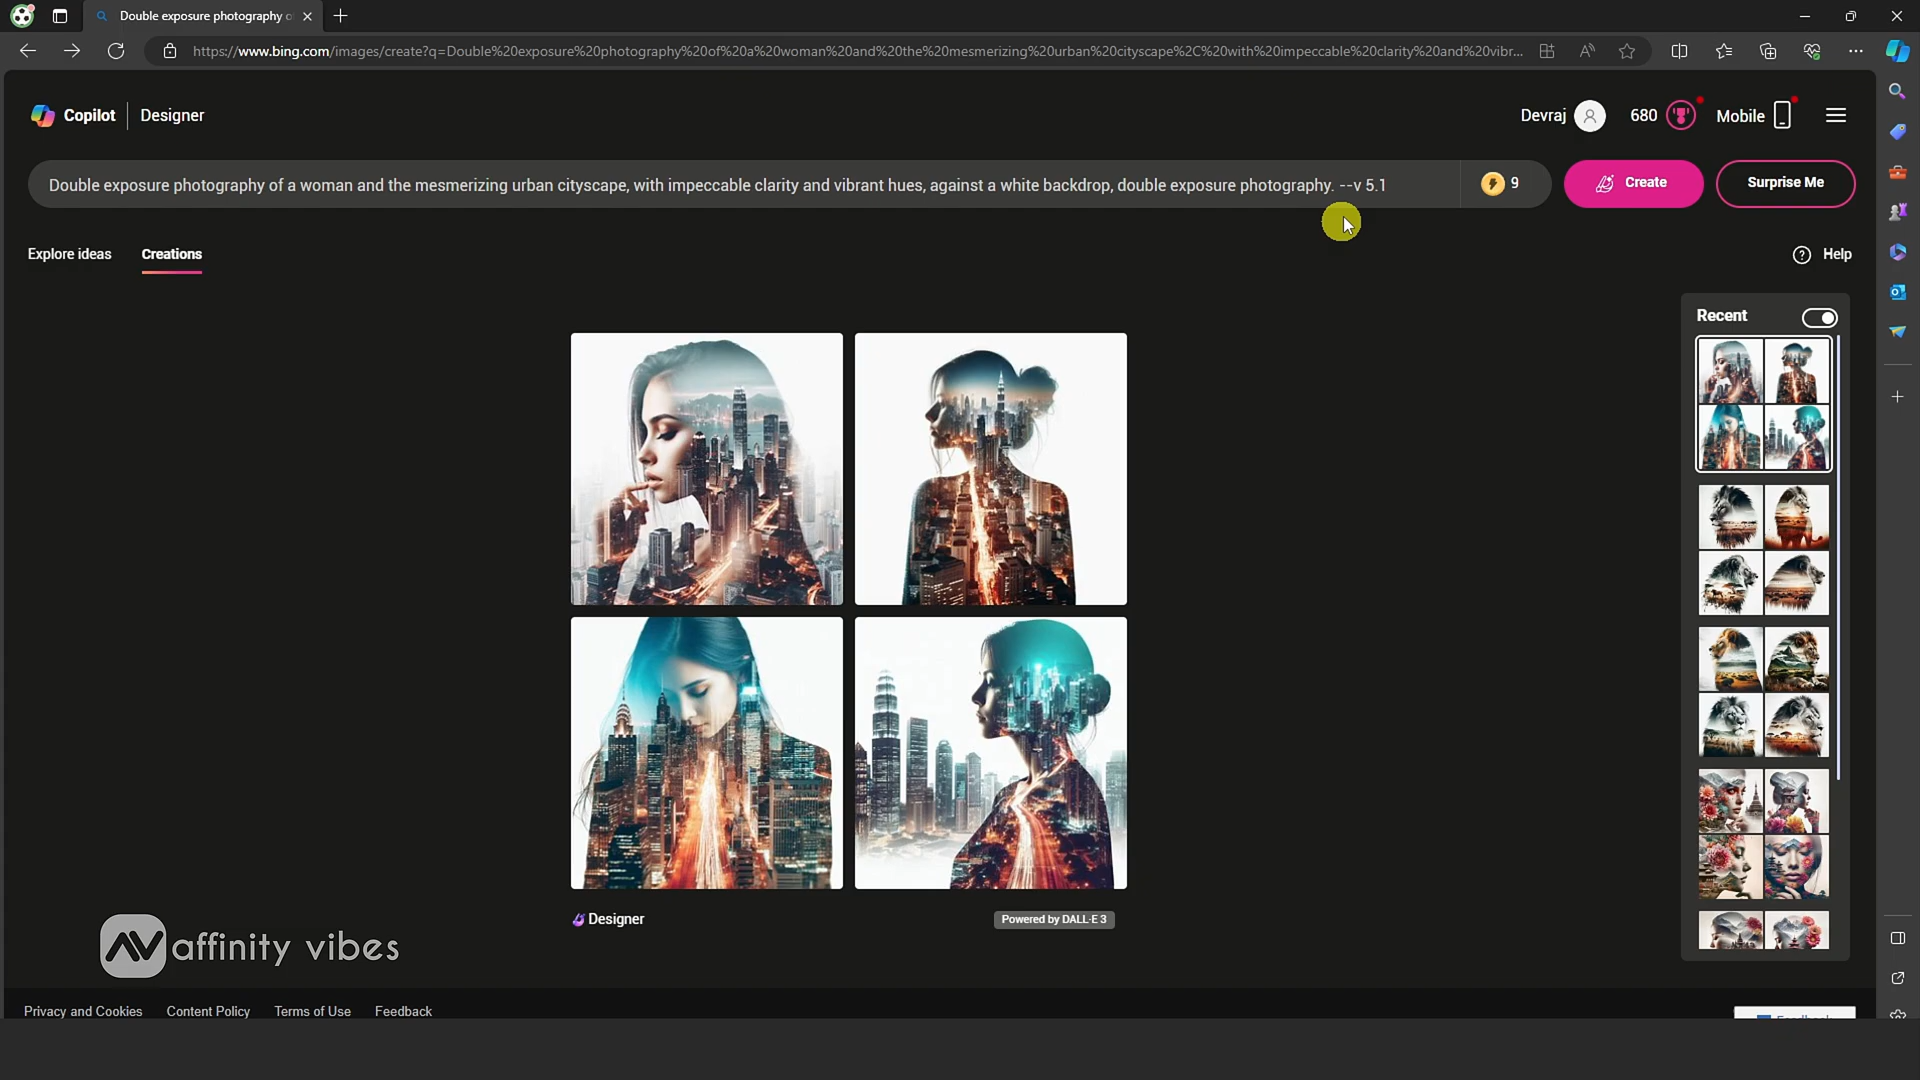 Double exposure photography o
https://www.bing.com/images/create?q=Double%20exposure%20photography%20of%20a%20woman%20and%20the%20mesmerizing%20urban%20cityscape%2C%20with%20impeccable%20clarity%20and%20vibr...
Copilot
Designer
Devraj
680
Mobile
Double exposure photography of a woman and the mesmerizing urban cityscape, with impeccable clarity and vibrant hues, against a white backdrop, double exposure photography. --v 5.1
9
Create
Surprise Me
Explore ideas
Creations
Help
Recent
Designer
Powered by DALL·E 3
AV affinity vibes
Privacy and Cookies
Content Policy
Terms of Use
Feedback